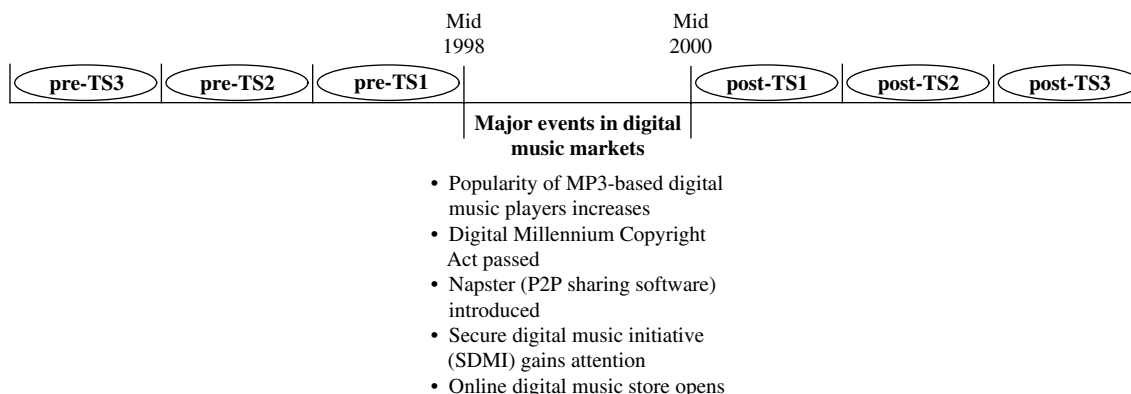 Mid
1998
Mid
2000
pre-TS3 pre-TS2 pre-TS1 post-TS1 post-TS2 post-TS3
Major events in digital
music markets
• Popularity of MP3-based digital
music players increases
• Digital Millennium Copyright
Act passed
• Napster (P2P sharing software)
introduced
• Secure digital music initiative
(SDMI) gains attention
• Online digital music store opens